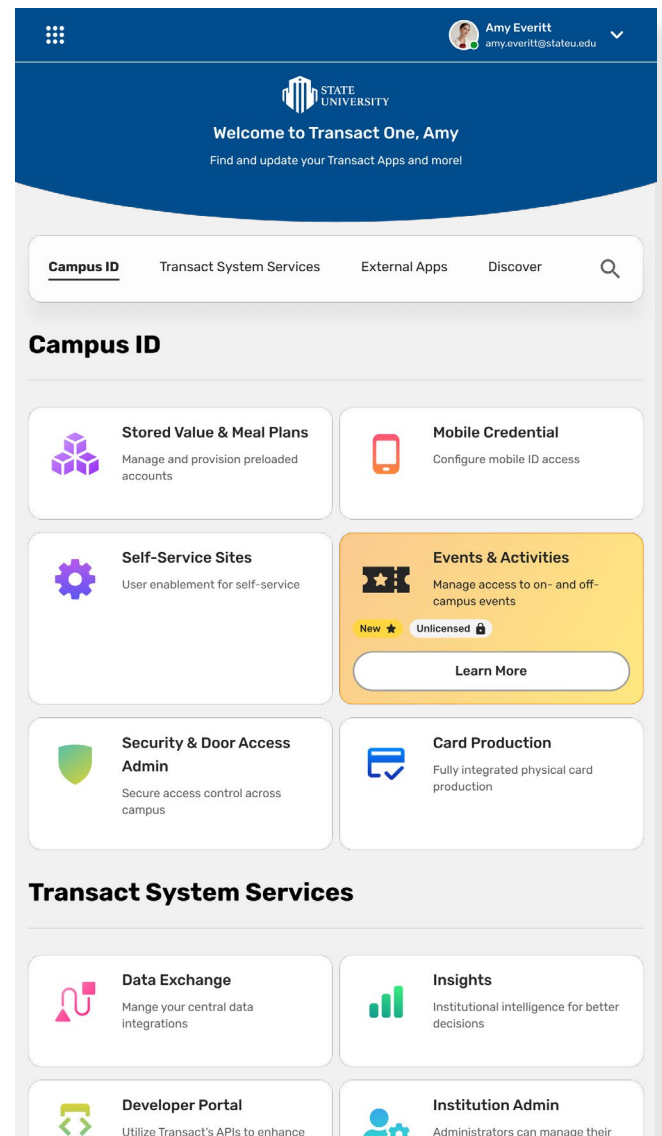 Amy Everitt
amy.everitt@stateu.edu
STATE
UNIVERSITY
Welcome to Transact One, Amy
Find and update your Transact Apps and more!
Campus ID
Transact System Services
External Apps
Discover
Campus ID
Stored Value & Meal Plans
Manage and provision preloaded
accounts
Mobile Credential
Configure mobile ID access
Self-Service Sites
User enablement for self-service
Events & Activities
Manage access to on- and off-
campus events
New
Unlicensed
Learn More
Security & Door Access
Admin
Secure access control across
campus
Card Production
Fully integrated physical card
production
Transact System Services
Data Exchange
Mange your central data
integrations
Insights
Institutional intelligence for better
decisions
Developer Portal
Utilize Transact's APIs to enhance
Institution Admin
Administrators can manage their